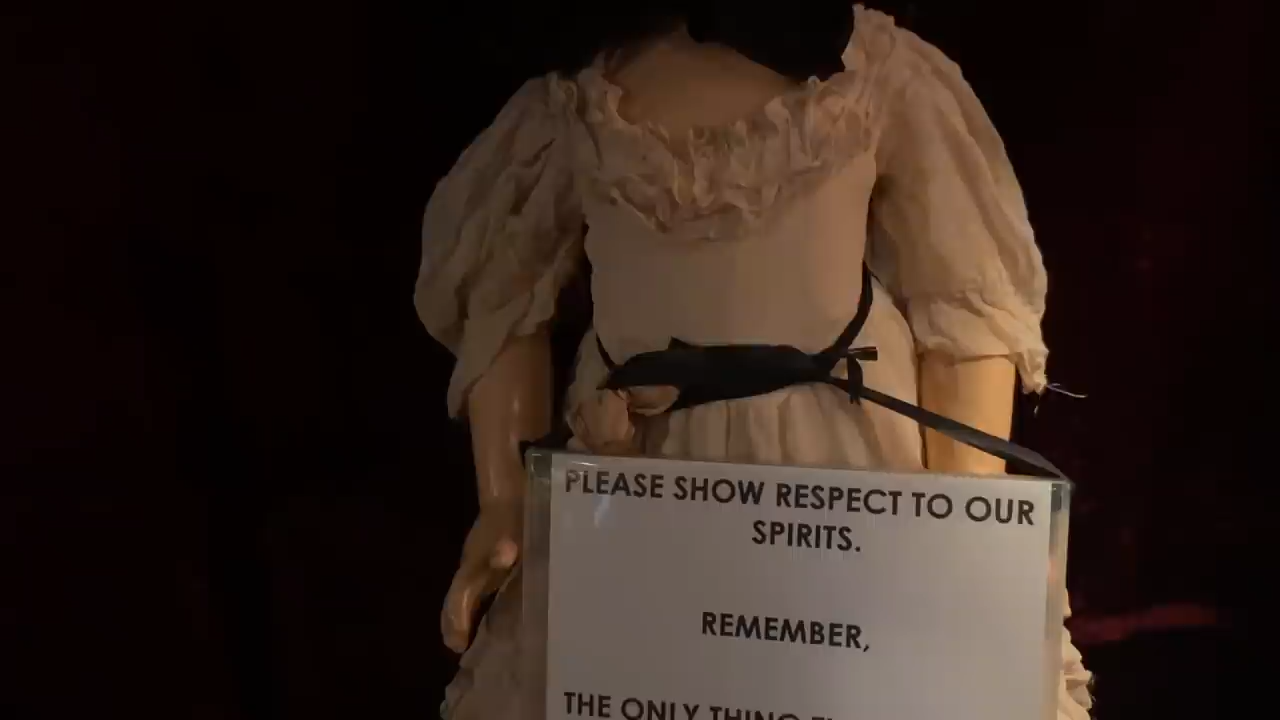 PLEASE SHOW RESPECT TO OUR
SPIRITS.
REMEMBER,
THE ONLY THING